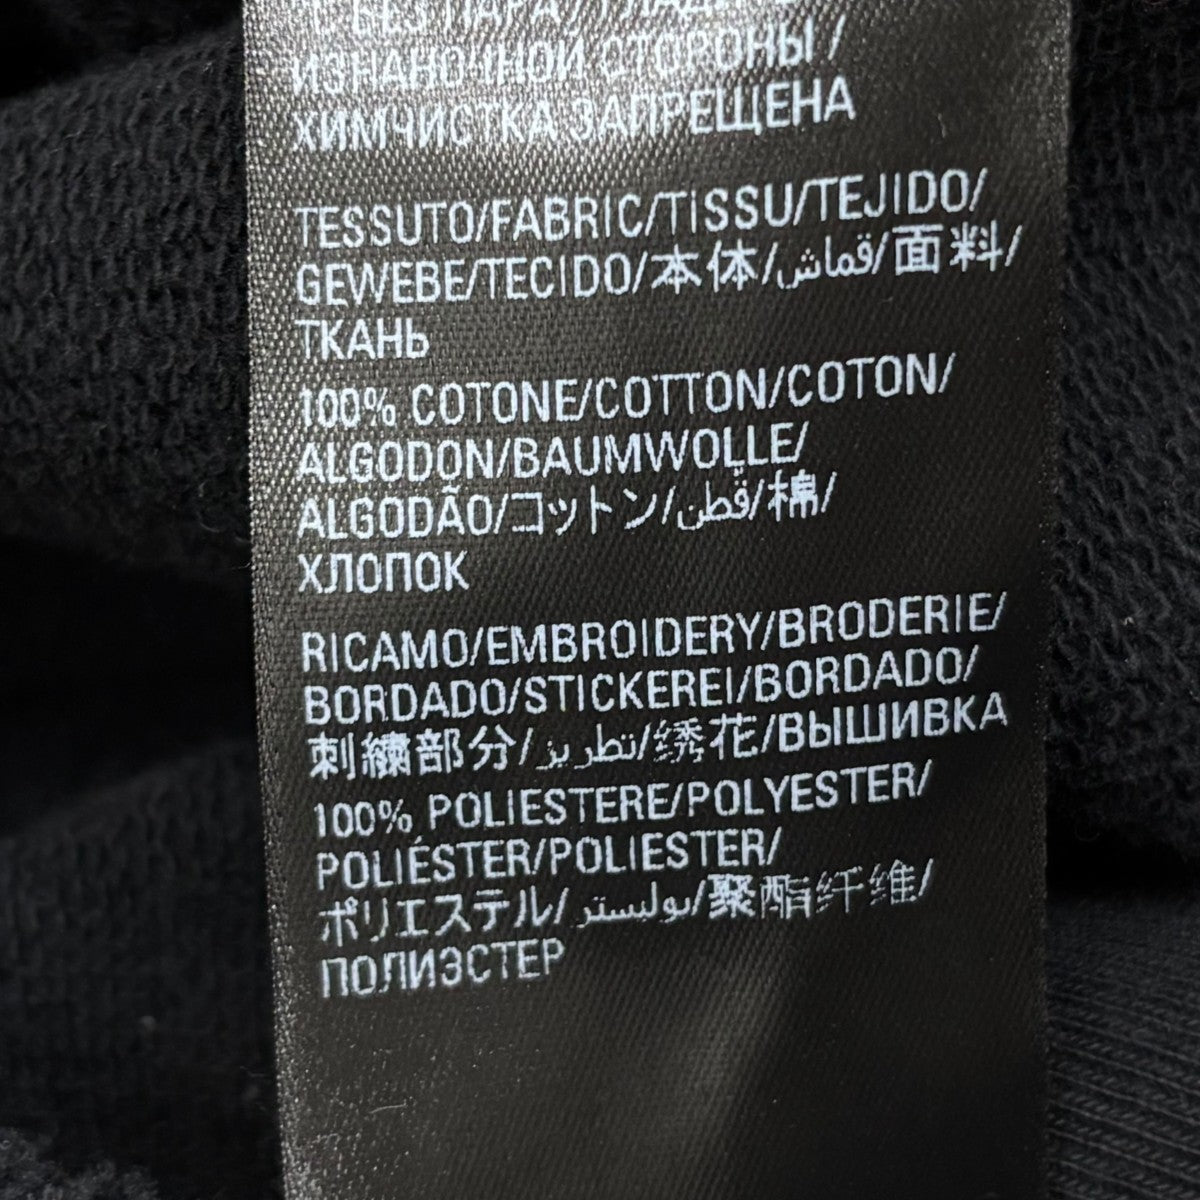 °C БЕЗ ПАРА / ГЛАДИТЬ С
ИЗНАНОЧНОЙ СТОРОНЫ /
ХИМЧИСТКА ЗАПРЕЩЕНА
TESSUTO/FABRIC/TISSU/TEJIDO/
GEWEBE/TECIDO/本体/قماش/面料/
ТКАНЬ
100% COTONE/COTTON/COTON/
ALGODON/BAUMWOLLE/
ALGODÃO/コットン/قطن/棉/
ХЛОПОК
RICAMO/EMBROIDERY/BRODERIE/
BORDADO/STICKEREI/BORDADO/
刺繍部分/تطريز/绣花/ВЫШИВКА
100% POLIESTERE/POLYESTER/
POLIÉSTER/POLIESTER/
ポリエステル/بوليستر/聚酯纤维/
ПОЛИЭСТЕР